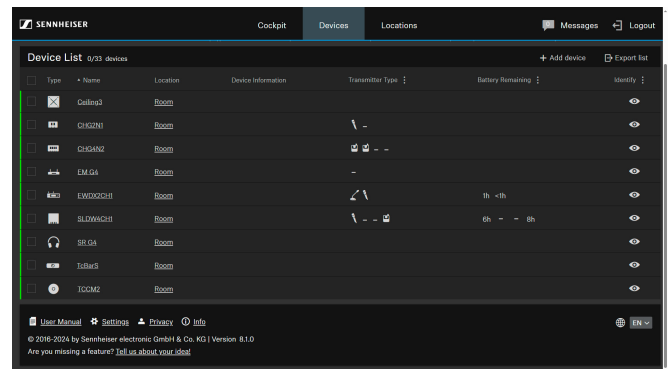 SENNHEISER Cockpit Devices Locations Messages Logout
Device List 0/33 devices + Add device Export list
Type Name Location Device Information Transmitter Type Battery Remaining Identify
Ceiling3 Room
CHG2N1 Room –
CHG4N2 Room – –
EM G4 Room –
EWDX2CH1 Room 1h <1h
SLDW4CH1 Room – – 6h – – 8h
SR G4 Room
TcBarS Room
TCCM2 Room
User Manual Settings Privacy Info EN
© 2016-2024 by Sennheiser electronic GmbH & Co. KG | Version 8.1.0
Are you missing a feature? Tell us about your idea!